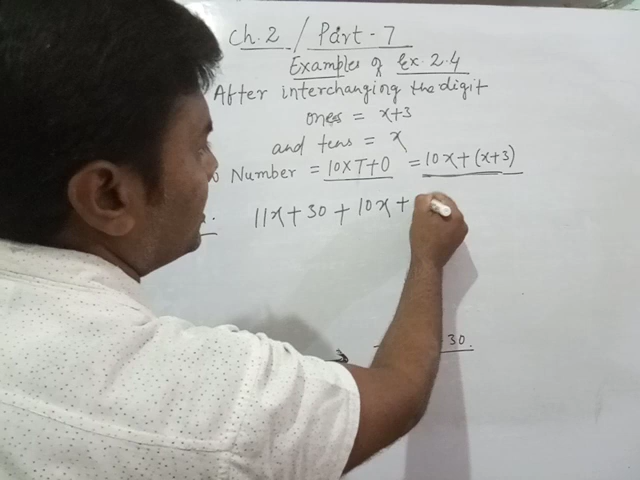 Ch.2 / Part - 7
Examples of Ex. 2.4
After interchanging the digit
ones = x+3
and tens = x
Number = 10xT+O = 10x+(x+3)
11x + 30 + 10x +
30.